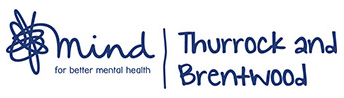 mind
for better mental health
Thurrock and
Brentwood